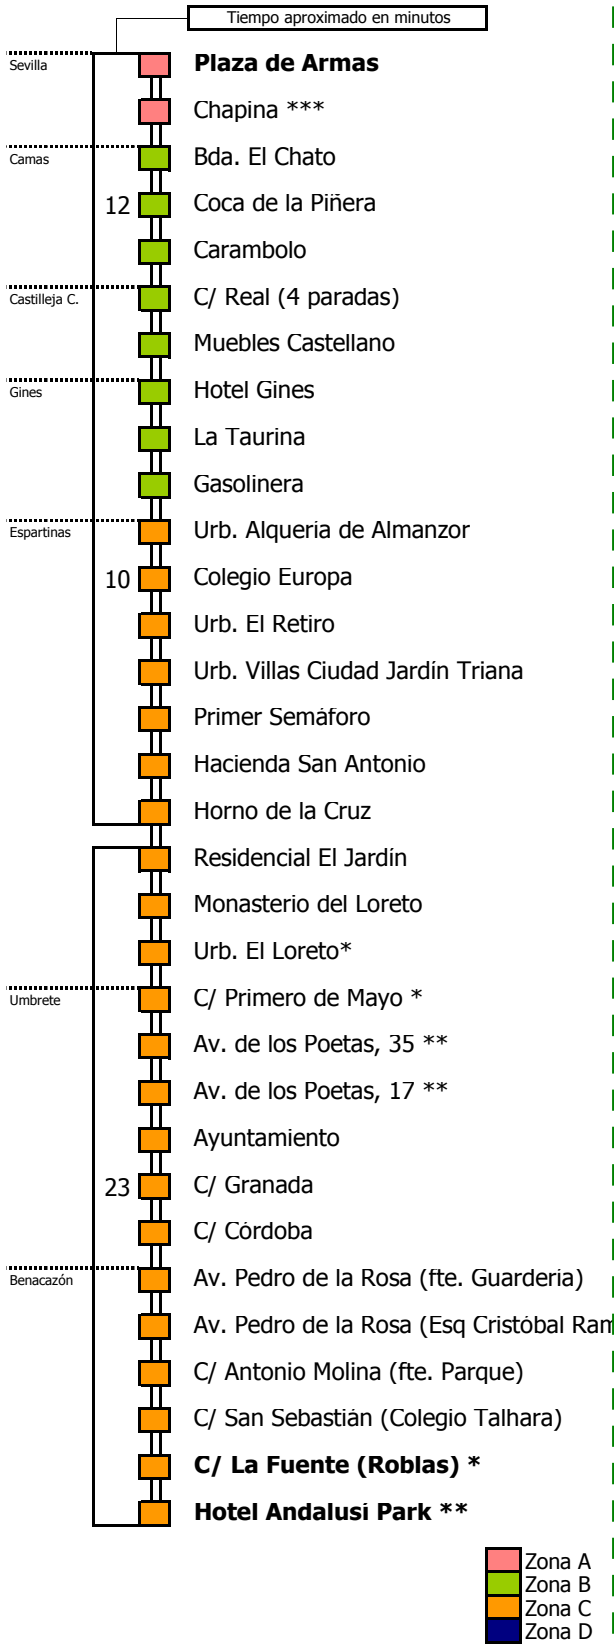 Tiempo aproximado en minutos
Sevilla
Plaza de Armas
Chapina ***
Camas
Bda. El Chato
12
Coca de la Piñera
Carambolo
Castilleja C.
C/ Real (4 paradas)
Muebles Castellano
Gines
Hotel Gines
La Taurina
Gasolinera
Espartinas
Urb. Alquería de Almanzor
10
Colegio Europa
Urb. El Retiro
Urb. Villas Ciudad Jardín Triana
Primer Semáforo
Hacienda San Antonio
Horno de la Cruz
Residencial El Jardín
Monasterio del Loreto
Urb. El Loreto*
Umbrete
C/ Primero de Mayo *
Av. de los Poetas, 35 **
Av. de los Poetas, 17 **
Ayuntamiento
23
C/ Granada
C/ Córdoba
Benacazón
Av. Pedro de la Rosa (fte. Guardería)
Av. Pedro de la Rosa (Esq Cristóbal Ram
C/ Antonio Molina (fte. Parque)
C/ San Sebastián (Colegio Talhara)
C/ La Fuente (Roblas) *
Hotel Andalusí Park **
Zona A
Zona B
Zona C
Zona D